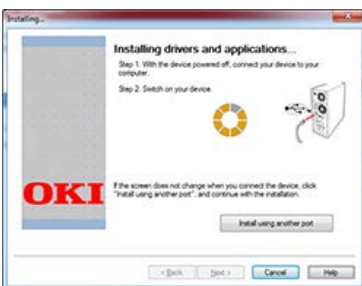 Installing...
Installing drivers and applications...
Step 1. With the device powered off, connect your device to your
computer.
Step 2. Switch on your device.
OKI
If the screen does not change when you connect the device, click
"Install using another port", and continue with the installation.
Install using another port
< Back
Next >
Cancel
Help